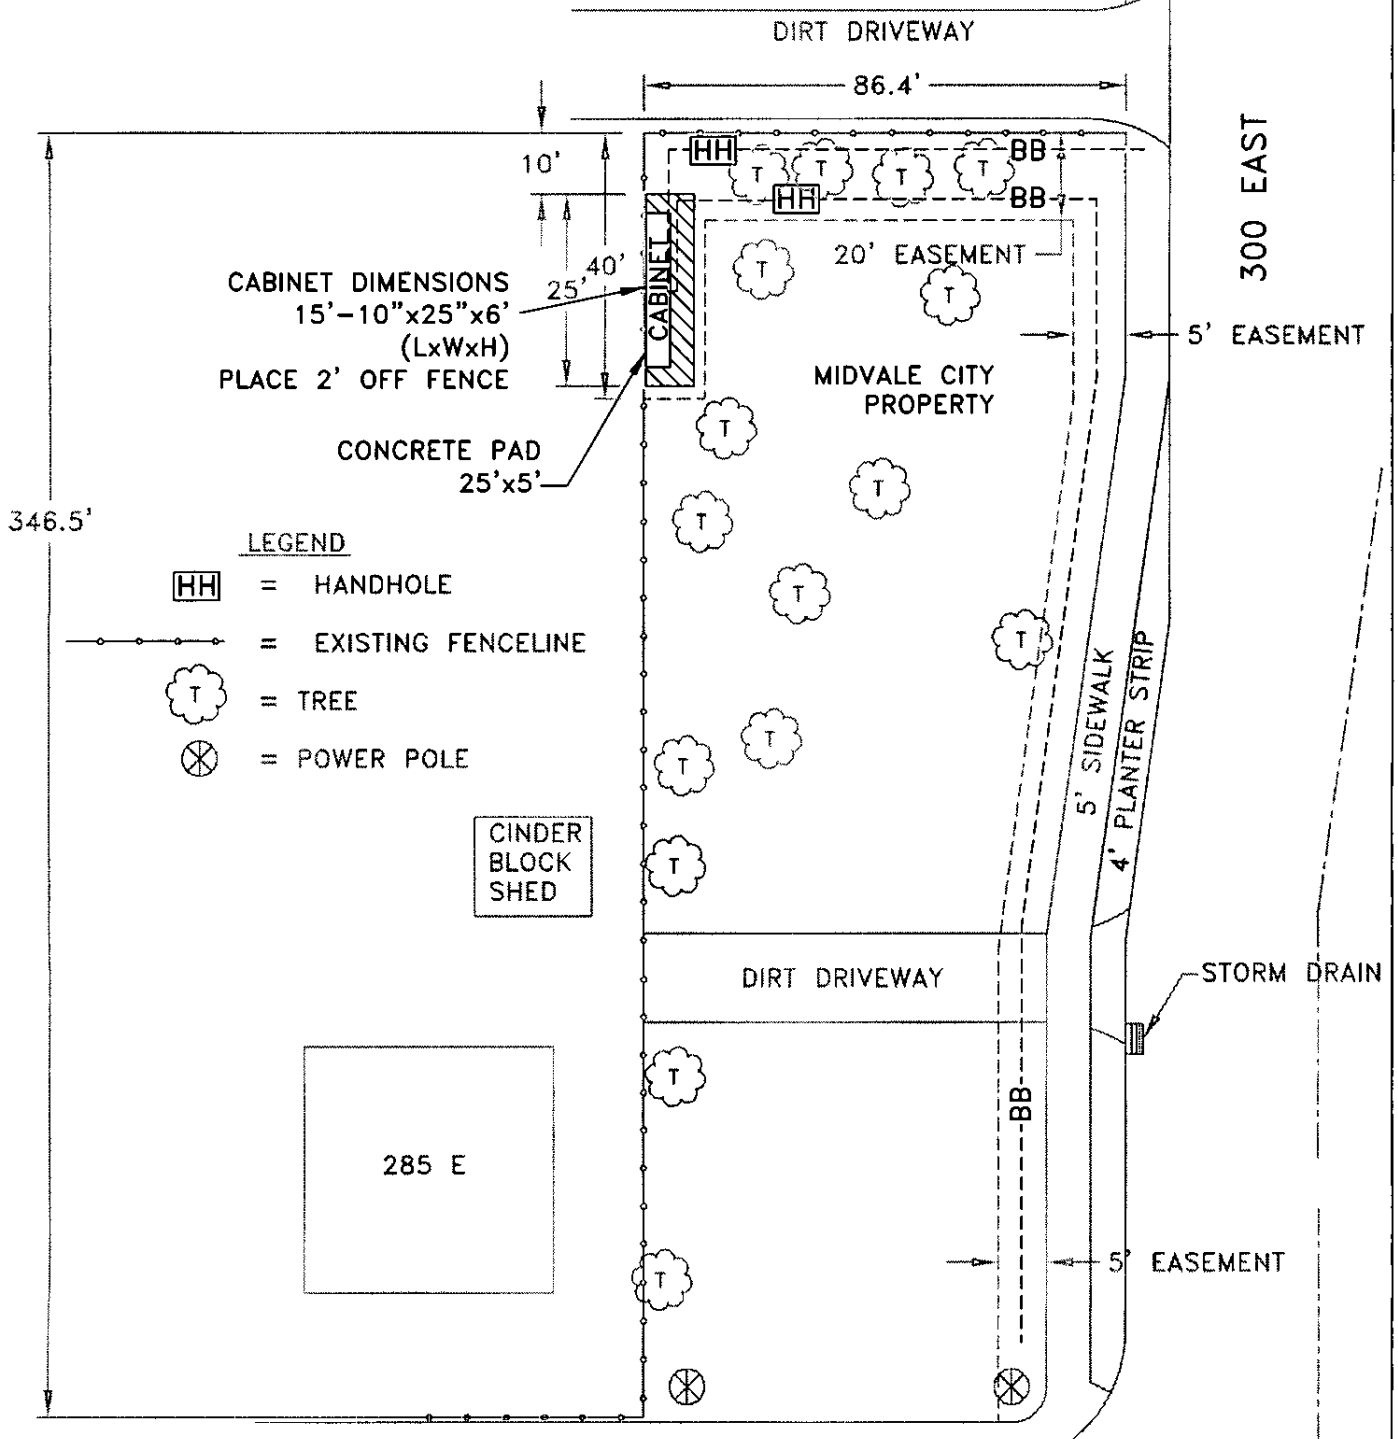 DIRT DRIVEWAY
86.4'
300 EAST
10'
HH
BB
T
T
T
T
HH
BB
20' EASEMENT
40'
25'
CABINET
CABINET DIMENSIONS
15'-10"x25"x6'
(LxWxH)
PLACE 2' OFF FENCE
T
T
5' EASEMENT
MIDVALE CITY
PROPERTY
CONCRETE PAD
25'x5'
T
T
T
346.5'
LEGEND
HH = HANDHOLE
= EXISTING FENCELINE
T = TREE
= POWER POLE
T
T
T
T
5' SIDEWALK
4' PLANTER STRIP
CINDER
BLOCK
SHED
T
DIRT DRIVEWAY
STORM DRAIN
T
BB
285 E
T
5' EASEMENT